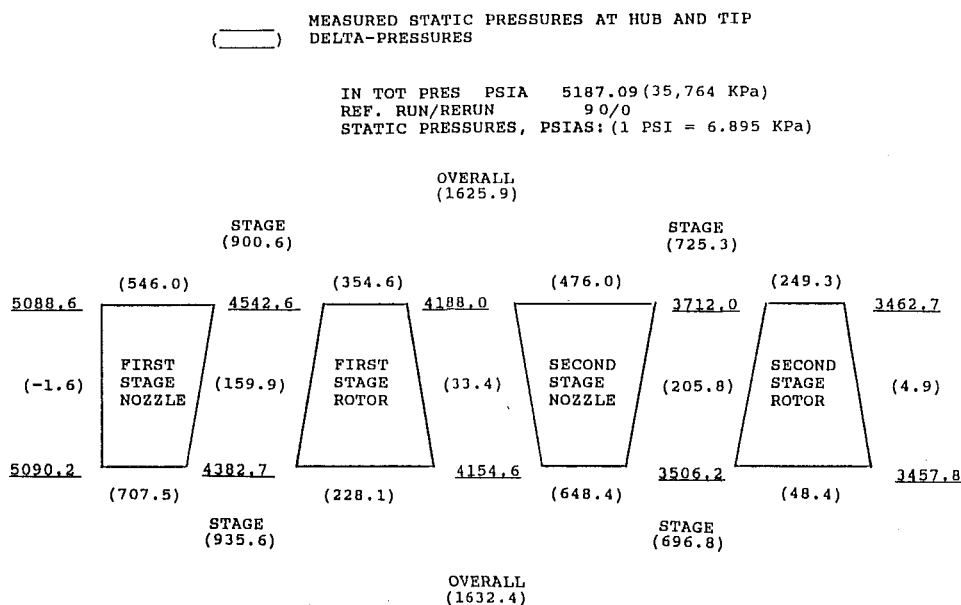 MEASURED STATIC PRESSURES AT HUB AND TIP
(____) DELTA-PRESSURES
IN TOT PRES PSIA 5187.09(35,764 KPa)
REF. RUN/RERUN 90/0
STATIC PRESSURES, PSIAS:(1 PSI = 6.895 KPa)
OVERALL
(1625.9)
STAGE STAGE
(900.6) (725.3)
(546.0) (354.6) (476.0) (249.3)
5088.6 4542.6 4188.0 3712.0 3462.7
FIRST FIRST SECOND
(-1.6) STAGE (159.9) STAGE (33.4) STAGE (205.8) SECOND (4.9)
NOZZLE ROTOR NOZZLE STAGE
ROTOR
5090.2 4382.7 4154.6 3506.2 3457.8
(707.5) (228.1) (648.4) (48.4)
STAGE STAGE
(935.6) (696.8)
OVERALL
(1632.4)